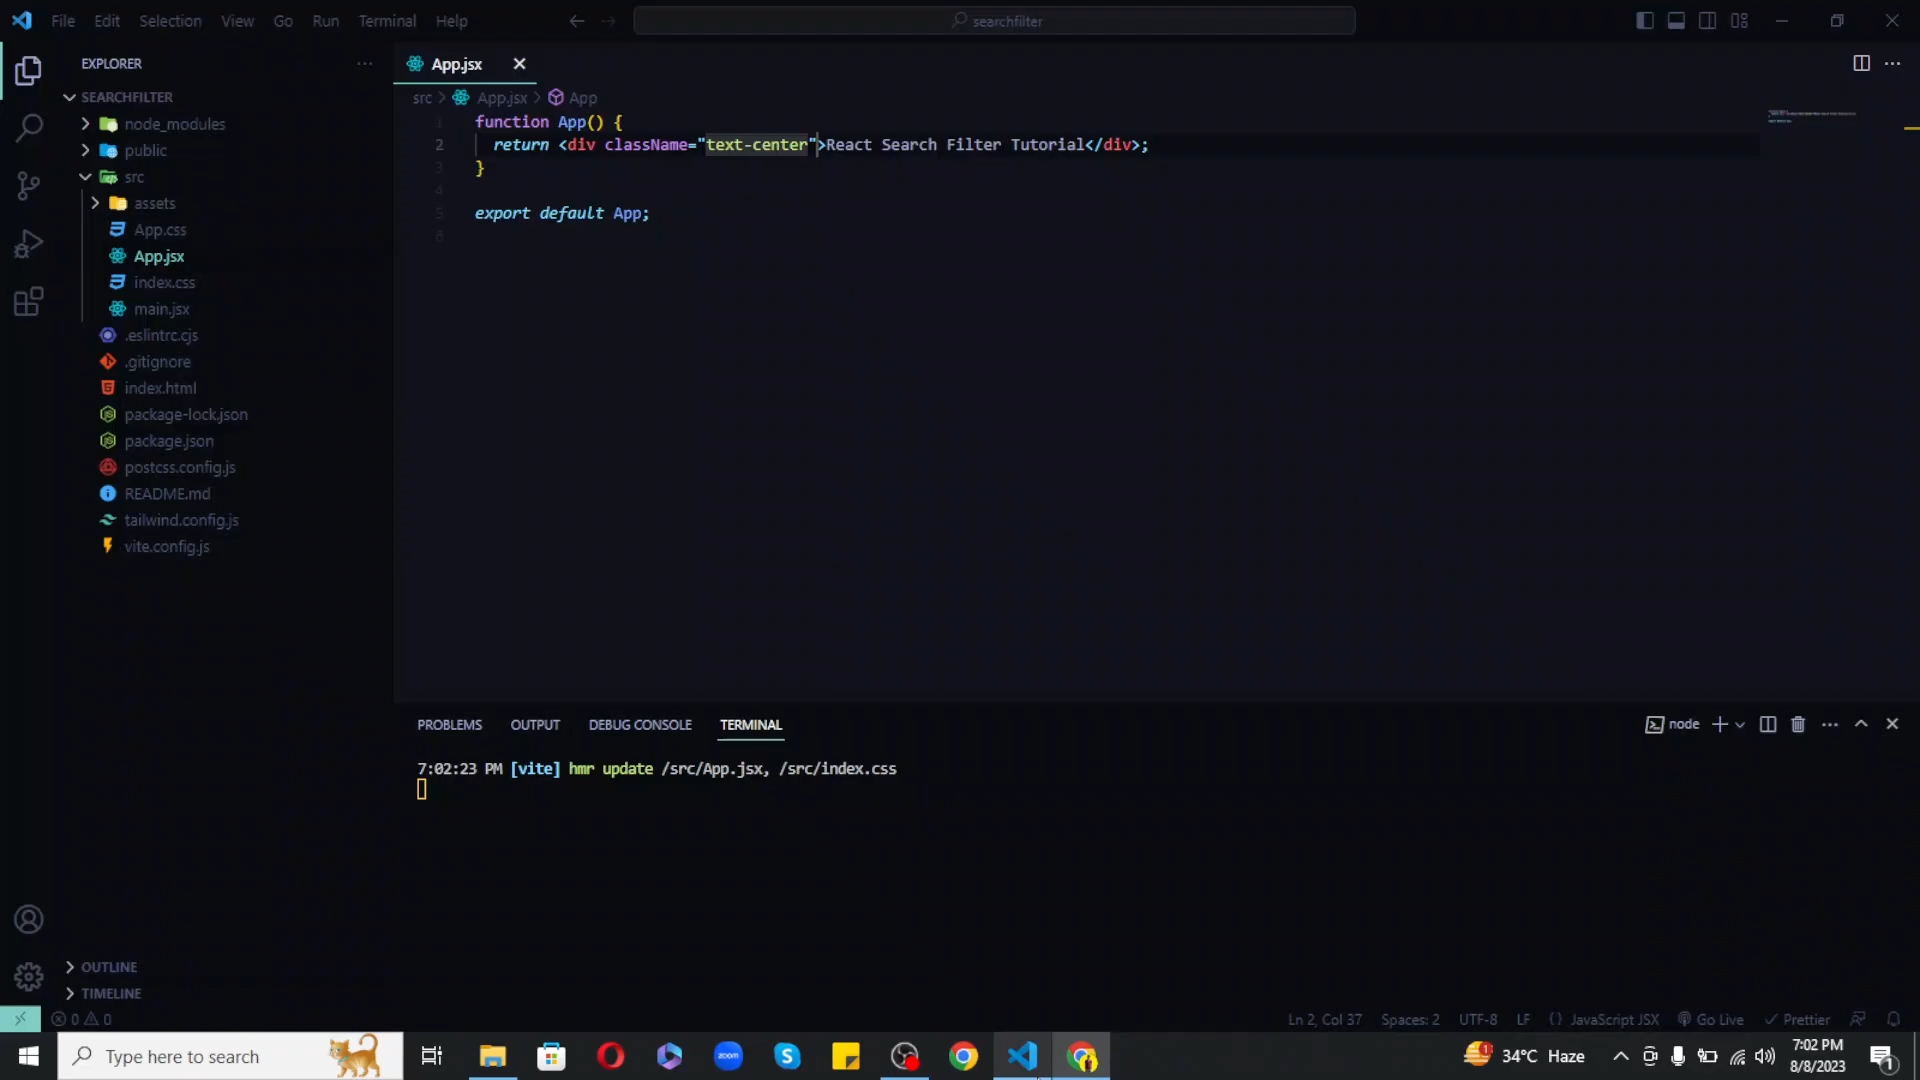 File Edit Selection View Go Run Terminal Help
searchfilter
EXPLORER
SEARCHFILTER
node_modules
public
src
assets
App.css
App.jsx
index.css
main.jsx
.eslintrc.cjs
.gitignore
index.html
package-lock.json
package.json
postcss.config.js
README.md
tailwind.config.js
vite.config.js
OUTLINE
TIMELINE
App.jsx
src > App.jsx > App
1 function App() {
2 return <div className="text-center">React Search Filter Tutorial</div>;
3 }
4
5 export default App;
6
PROBLEMS OUTPUT DEBUG CONSOLE TERMINAL
node
7:02:23 PM [vite] hmr update /src/App.jsx, /src/index.css
0 0
Ln 2, Col 37 Spaces: 2 UTF-8 LF {} JavaScript JSX Go Live Prettier
Type here to search
zoom
34°C Haze
7:02 PM
8/8/2023
1